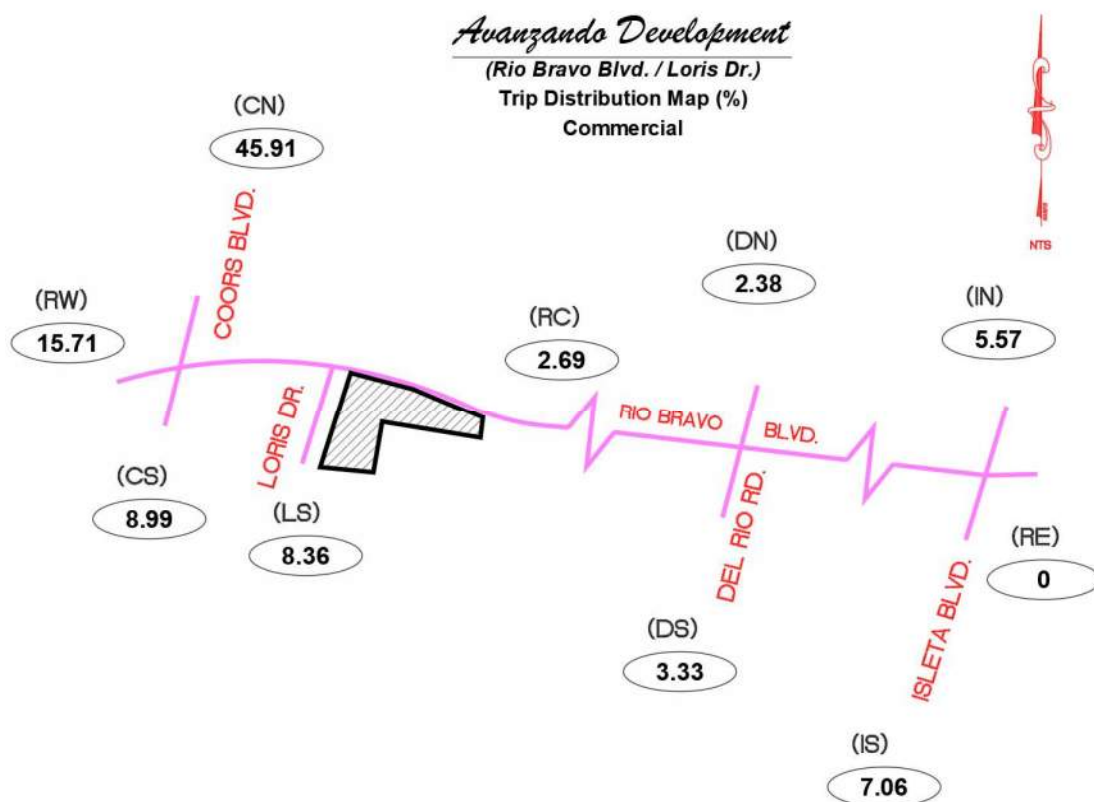 Avanzando Development
(Rio Bravo Blvd. / Loris Dr.)
Trip Distribution Map (%)
Commercial
NTS
(CN)
45.91
COORS BLVD.
(RW)
15.71
(DN)
2.38
(IN)
5.57
(RC)
2.69
RIO BRAVO BLVD.
LORIS DR.
(CS)
8.99
(LS)
8.36
DEL RIO RD.
(RE)
0
ISLETA BLVD.
(DS)
3.33
(IS)
7.06